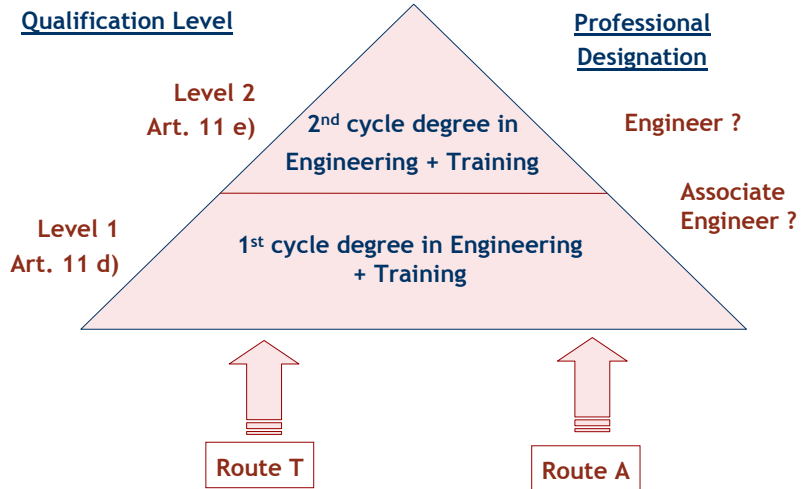 Qualification Level
Professional
Designation
Level 2
Art. 11 e)
2nd cycle degree in
Engineering + Training
Engineer ?
Associate
Engineer ?
Level 1
Art. 11 d)
1st cycle degree in Engineering
+ Training
Route T
Route A